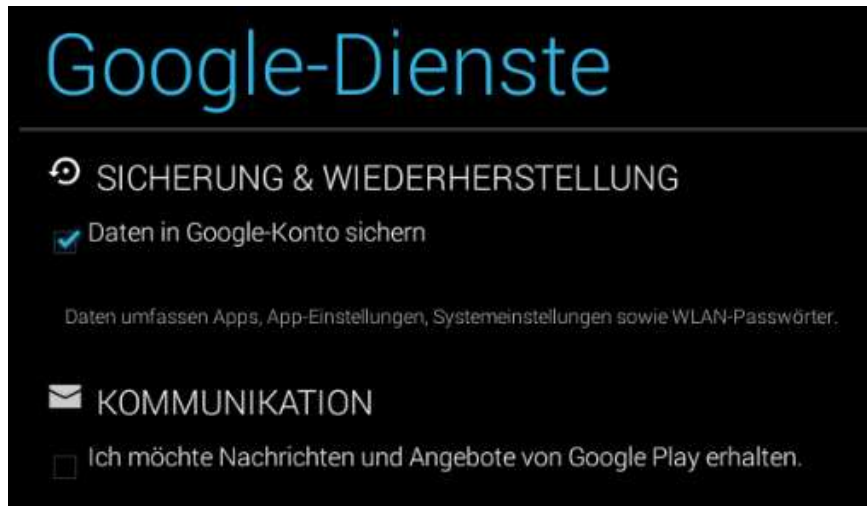 Google-Dienste
SICHERUNG & WIEDERHERSTELLUNG
Daten in Google-Konto sichern
Daten umfassen Apps, App-Einstellungen, Systemeinstellungen sowie WLAN-Passwörter.
KOMMUNIKATION
Ich möchte Nachrichten und Angebote von Google Play erhalten.